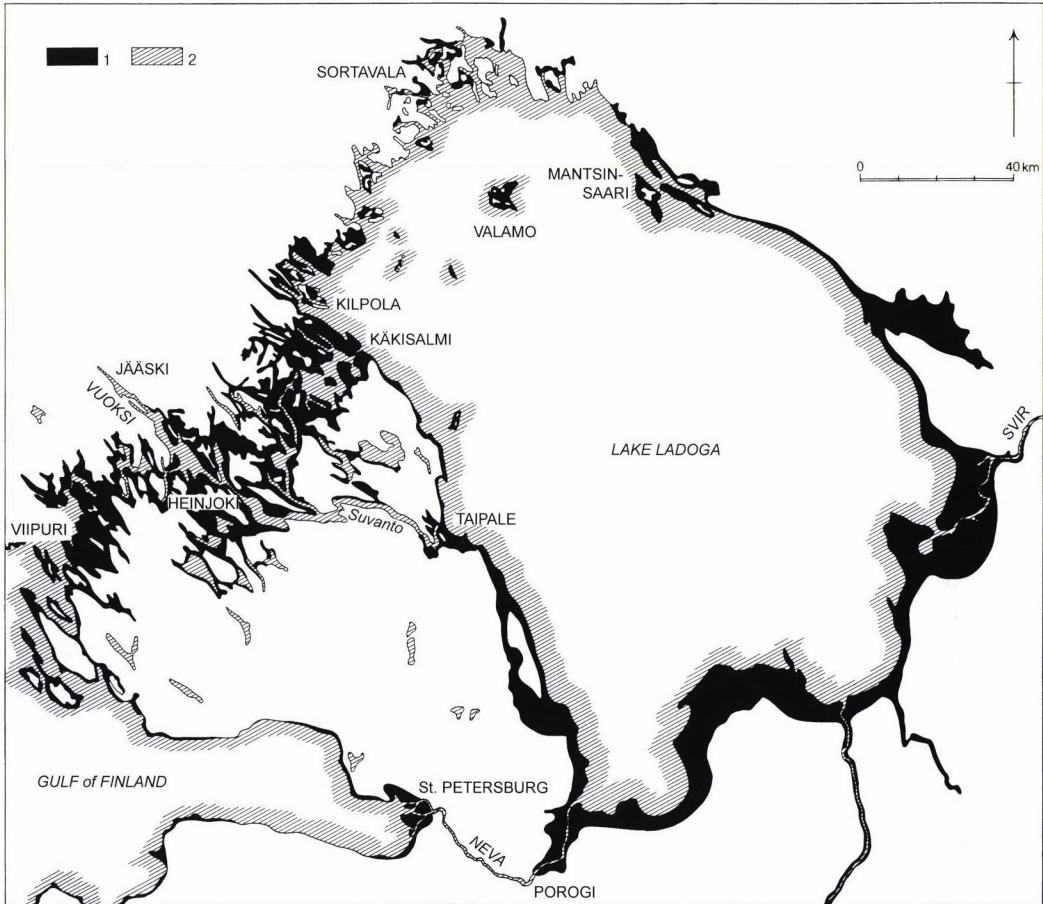 1 2
SORTAVALA
0 40 km
MANTSIN-
SAARI
VALAMO
KILPOLA
KÄKISALMI
JÄÄSKI
VUOKSI
SVIR
LAKE LADOGA
HEINJOKI
VIIPURI
Suvanto
TAIPALE
GULF of FINLAND
St. PETERSBURG
NEVA
POROGI